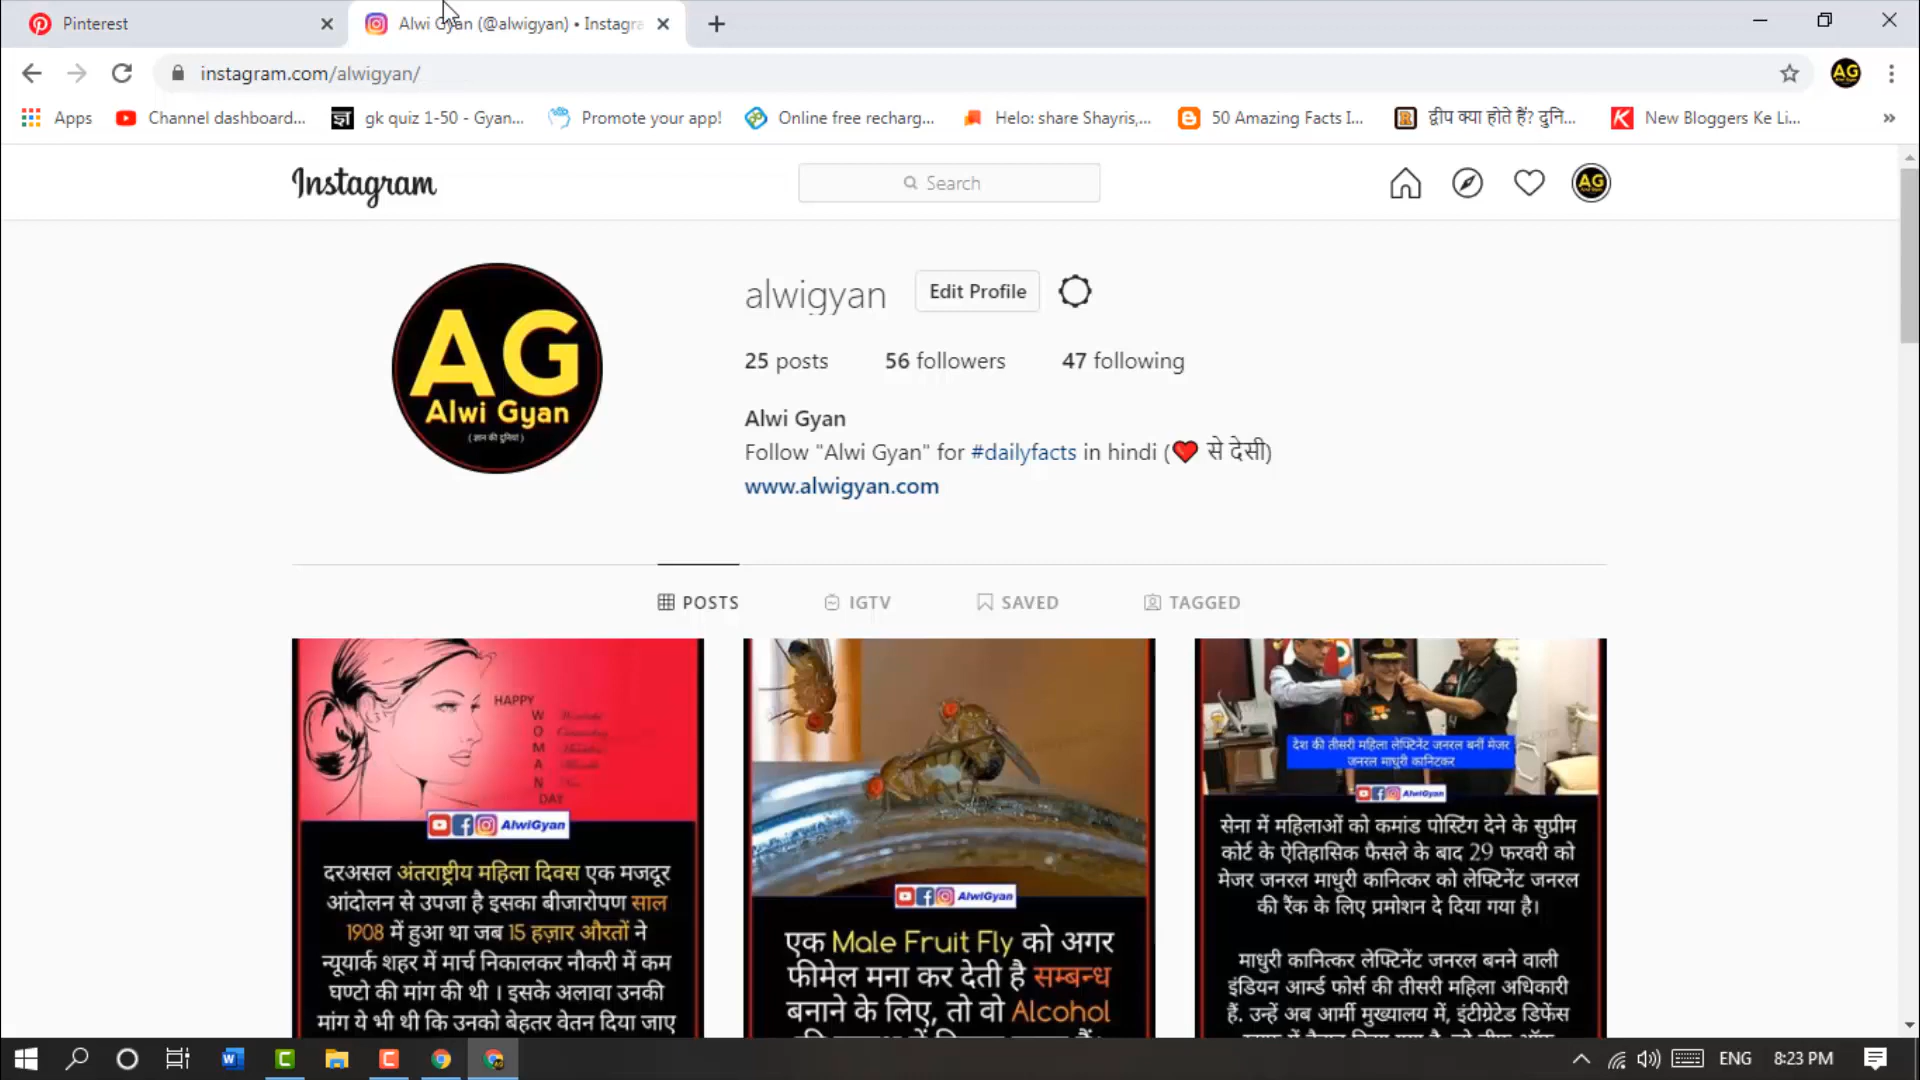 Pinterest
Alwi Gyan (@alwigyan) • Instagra
instagram.com/alwigyan/
Apps
Channel dashboard...
gk quiz 1-50 - Gyan...
Promote your app!
Online free recharg...
Helo: share Shayris,...
50 Amazing Facts I...
द्वीप क्या होते हैं? दुनि...
New Bloggers Ke Li...
»
Instagram
Search
AG
alwigyan
Edit Profile
25 posts
56 followers
47 following
AG
Alwi Gyan
(ज्ञान की दुनिया)
Alwi Gyan
Follow "Alwi Gyan" for #dailyfacts in hindi (❤️ से देसी)
www.alwigyan.com
POSTS
IGTV
SAVED
TAGGED
HAPPY
WOMAN
DAY
AlwiGyan
दरअसल अंतराष्ट्रीय महिला दिवस एक मजदूर
आंदोलन से उपजा है इसका बीजारोपण साल
1908 में हुआ था जब 15 हज़ार औरतों ने
न्यूयार्क शहर में मार्च निकालकर नौकरी में कम
घण्टो की मांग की थी । इसके अलावा उनकी
मांग ये भी थी कि उनको बेहतर वेतन दिया जाए
AlwiGyan
एक Male Fruit Fly को अगर
फीमेल मना कर देती है सम्बन्ध
बनाने के लिए, तो वो Alcohol
देश की तीसरी महिला लेफ्टिनेंट जनरल बनीं मेजर
जनरल माधुरी कानिटकर
AlwiGyan
सेना में महिलाओं को कमांड पोस्टिंग देने के सुप्रीम
कोर्ट के ऐतिहासिक फैसले के बाद 29 फरवरी को
मेजर जनरल माधुरी कानित्कर को लेफ्टिनेंट जनरल
की रैंक के लिए प्रमोशन दे दिया गया है।
माधुरी कानित्कर लेफ्टिनेंट जनरल बनने वाली
इंडियन आर्म्ड फोर्स की तीसरी महिला अधिकारी
हैं. उन्हें अब आर्मी मुख्यालय में, इंटीग्रेटेड डिफेंस
ENG
8:23 PM